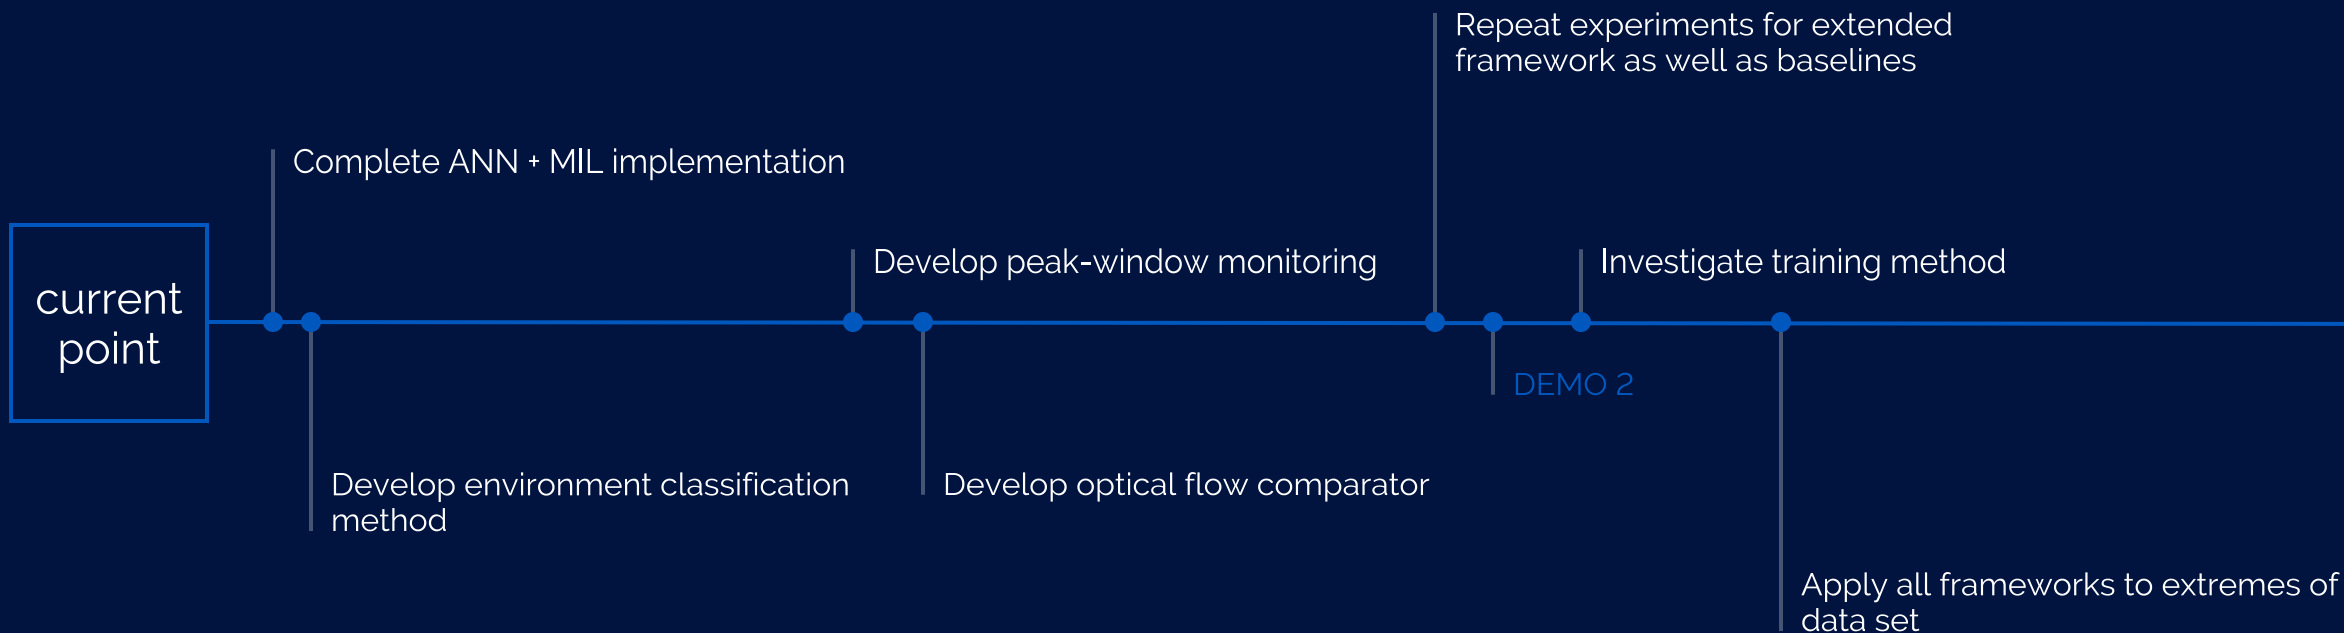 current
point
Complete ANN + MIL implementation
Develop environment classification
method
Develop peak-window monitoring
Develop optical flow comparator
Repeat experiments for extended
framework as well as baselines
DEMO 2
Investigate training method
Apply all frameworks to extremes of
data set